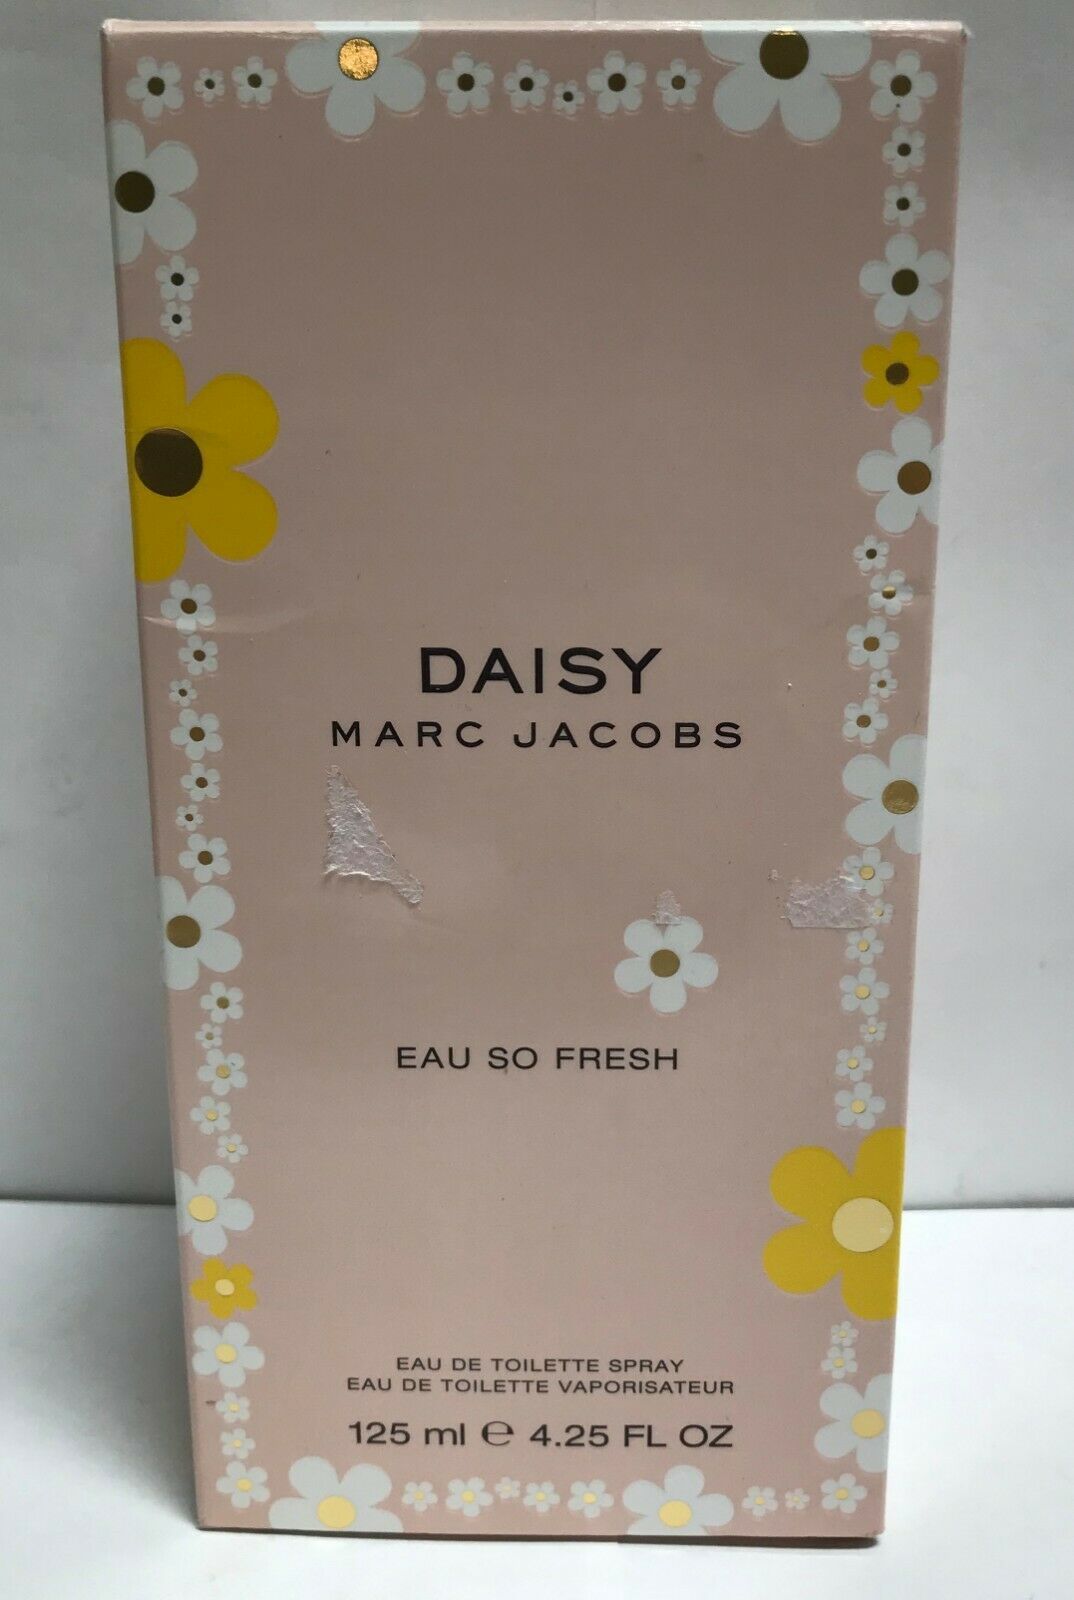 DAISY
MARC JACOBS
EAU SO FRESH
EAU DE TOILETTE SPRAY
EAU DE TOILETTE VAPORISATEUR
125 ml ℮ 4.25 FL OZ